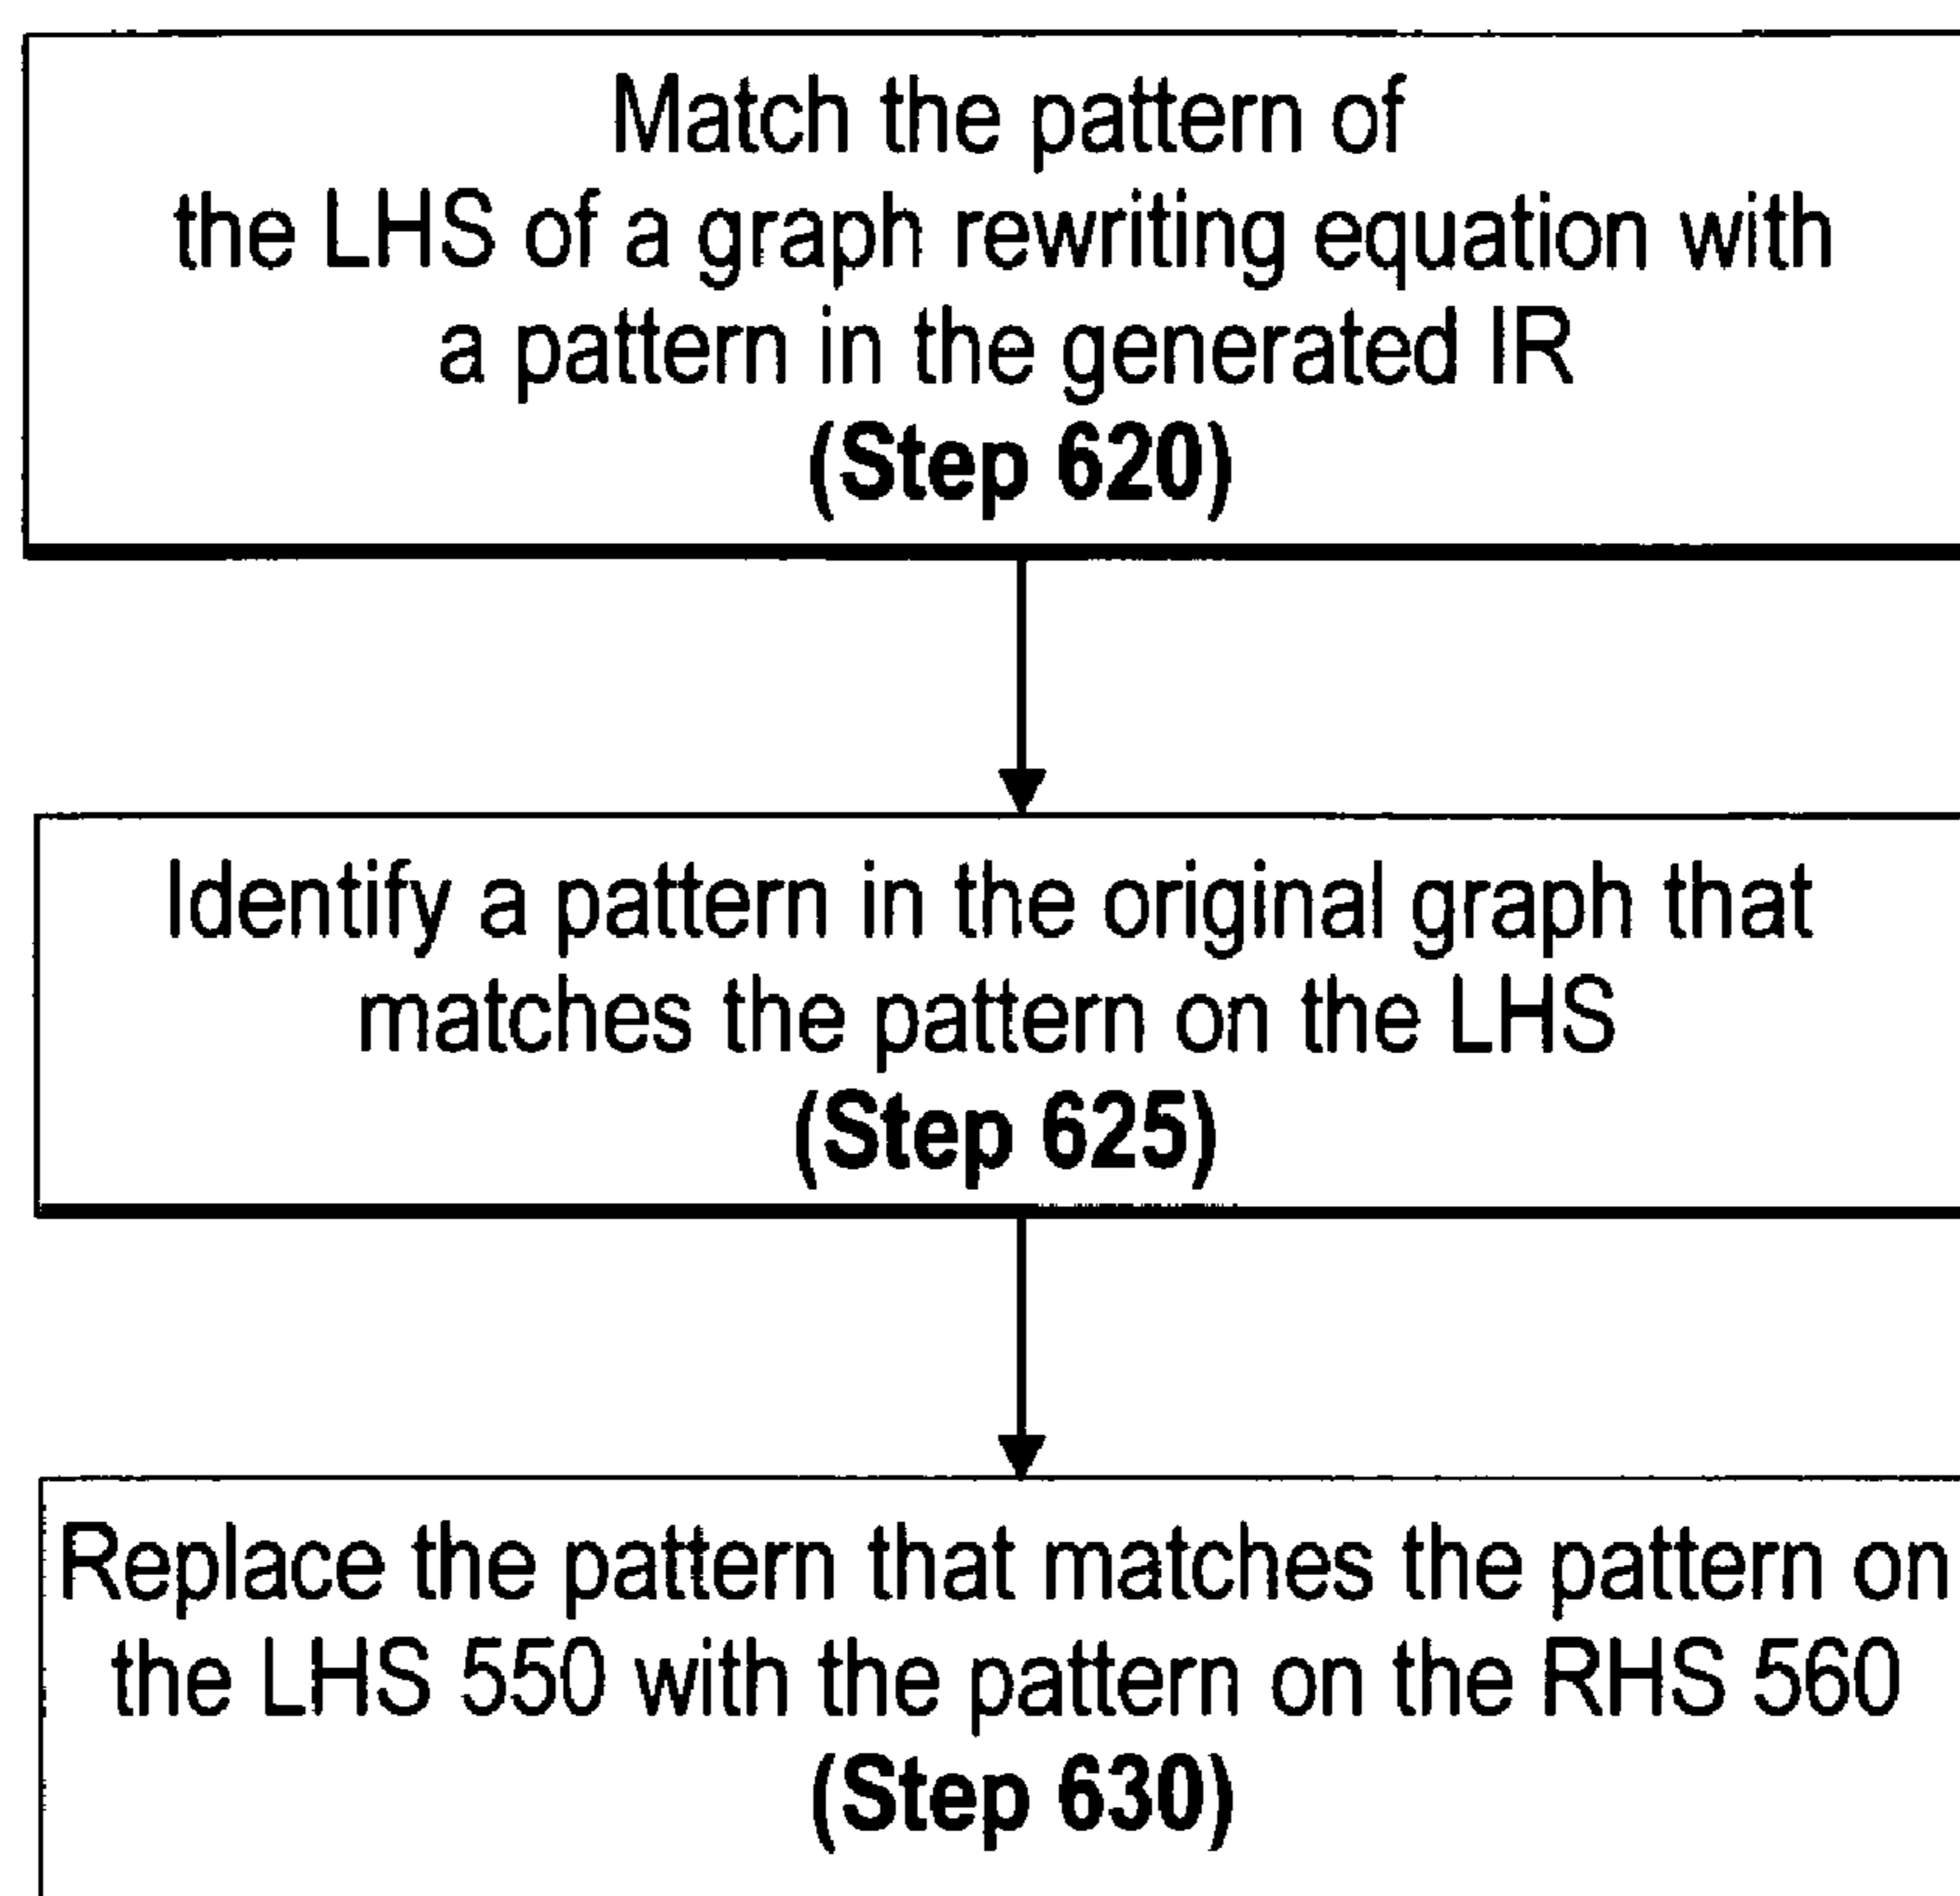 Match the pattern of
the LHS of a graph rewriting equation with
a pattern in the generated IR
(Step 620)
Identify a pattern in the original graph that
matches the pattern on the LHS
(Step 625)
Replace the pattern that matches the pattern on
the LHS 550 with the pattern on the RHS 560
(Step 630)